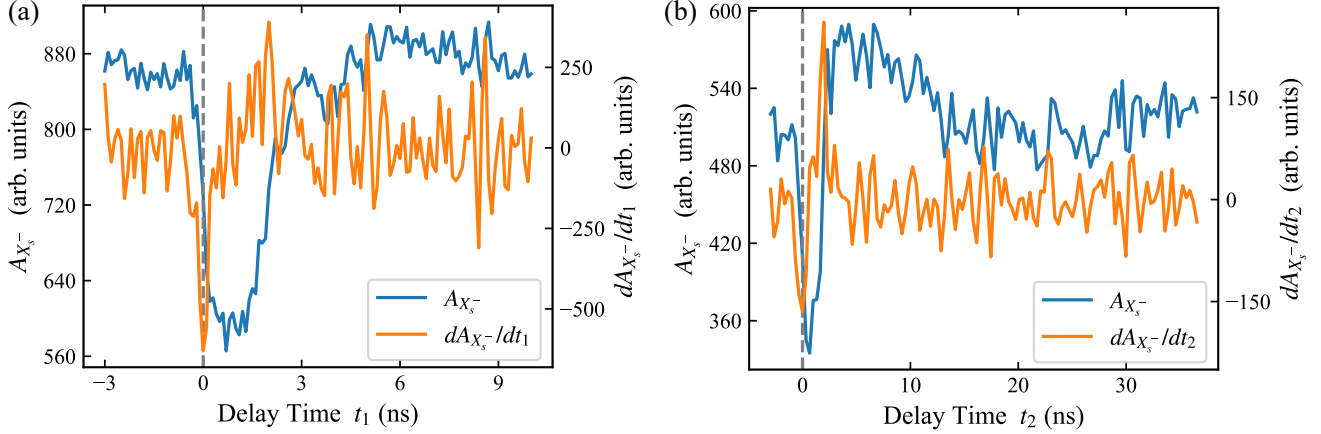 (a)
880
800
720
640
560
A_{X_s^-} (arb. units)
250
0
−250
−500
dA_{X_s^-}/dt_1 (arb. units)
A_{X_s^-}
dA_{X_s^-}/dt_1
−3
0
3
6
9
Delay Time t_1 (ns)
(b)
600
540
480
420
360
A_{X_s^-} (arb. units)
150
0
−150
dA_{X_s^-}/dt_2 (arb. units)
A_{X_s^-}
dA_{X_s^-}/dt_2
0
10
20
30
Delay Time t_2 (ns)